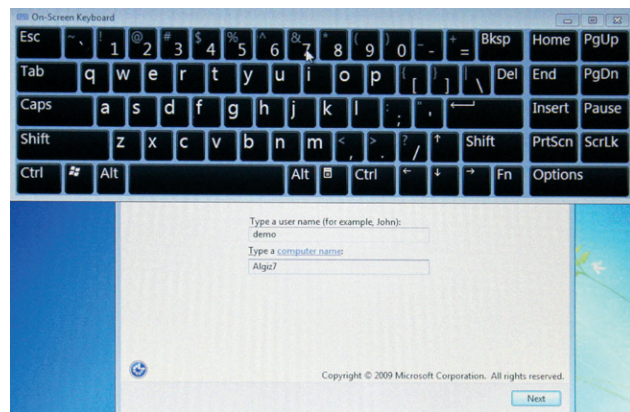 On-Screen Keyboard
Esc ~ ` ! 1 @ 2 # 3 $ 4 % 5 ^ 6 & 7 * 8 ( 9 ) 0 _ - + = Bksp Home PgUp
Tab q w e r t y u i o p { [ } ] | \ Del End PgDn
Caps a s d f g h j k l : ; " ' Insert Pause
Shift z x c v b n m < , > . ? / ↑ Shift PrtScn ScrLk
Ctrl Alt Alt Ctrl ← ↓ → Fn Options
Type a user name (for example, John):
demo
Type a computer name:
Algiz7
Copyright © 2009 Microsoft Corporation. All rights reserved.
Next